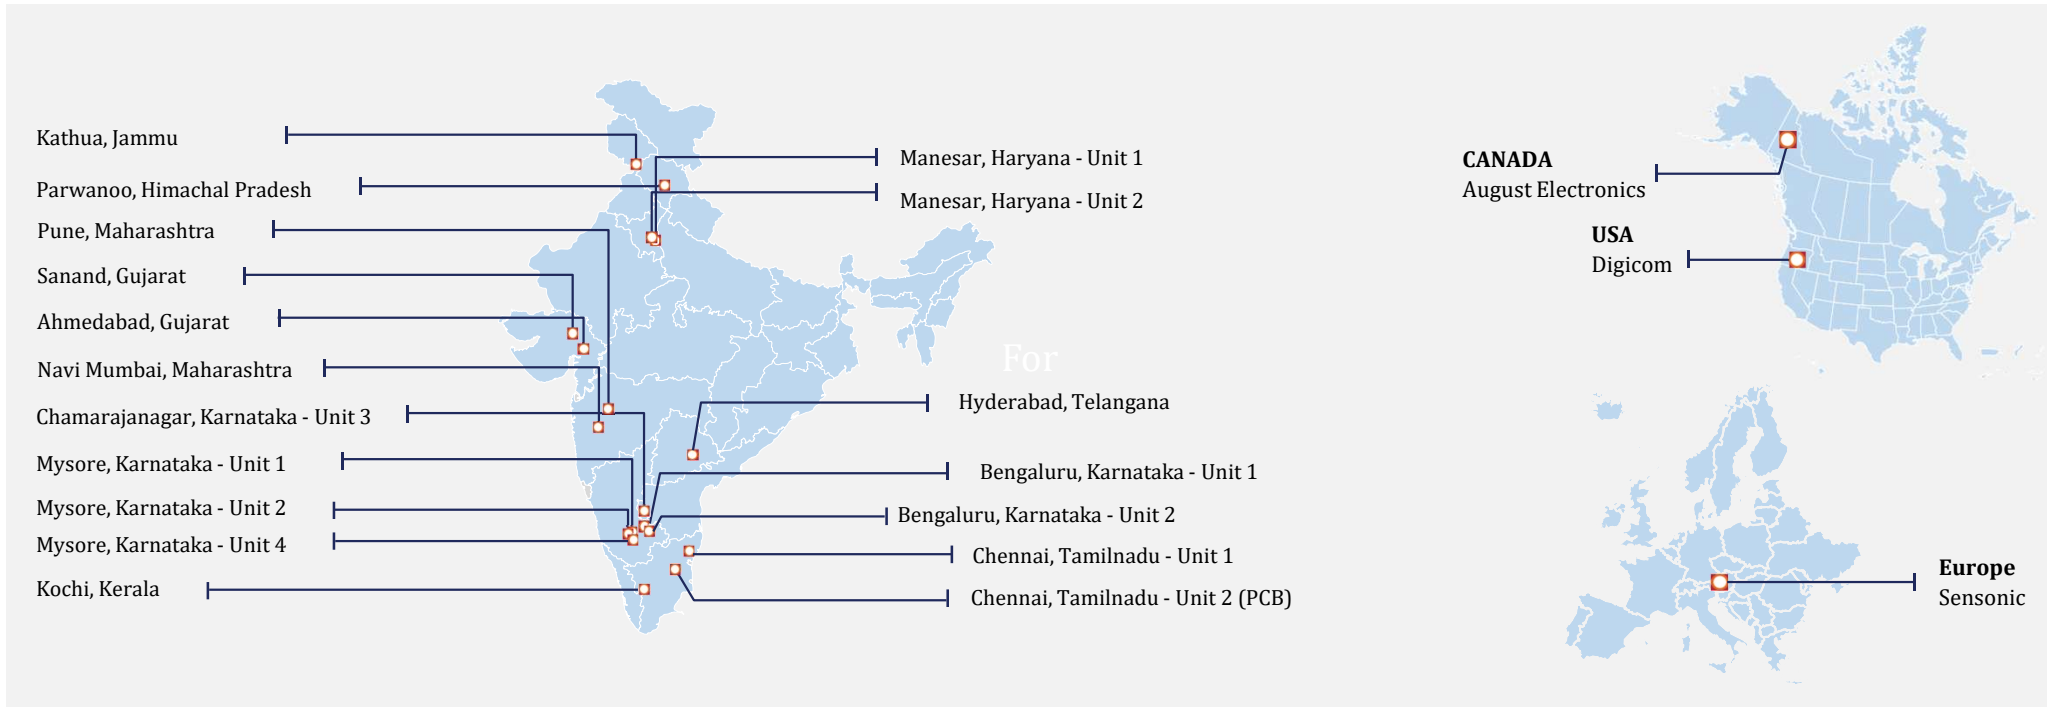 Kathua, Jammu
Parwanoo, Himachal Pradesh
Pune, Maharashtra
Sanand, Gujarat
Ahmedabad, Gujarat
Navi Mumbai, Maharashtra
Chamarajanagar, Karnataka - Unit 3
Mysore, Karnataka - Unit 1
Mysore, Karnataka - Unit 2
Mysore, Karnataka - Unit 4
Kochi, Kerala
Manesar, Haryana - Unit 1
Manesar, Haryana - Unit 2
For
Hyderabad, Telangana
Bengaluru, Karnataka - Unit 1
Bengaluru, Karnataka - Unit 2
Chennai, Tamilnadu - Unit 1
Chennai, Tamilnadu - Unit 2 (PCB)
CANADA
August Electronics
USA
Digicom
Europe
Sensonic